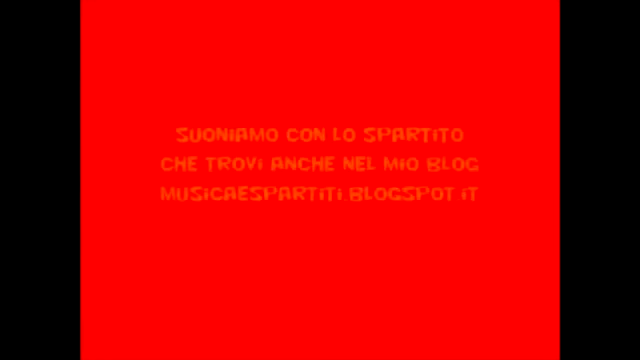 SUONIAMO CON LO SPARTITO
CHE TROVI ANCHE NEL MIO BLOG
MUSICAESPARTITI.BLOGSPOT.IT